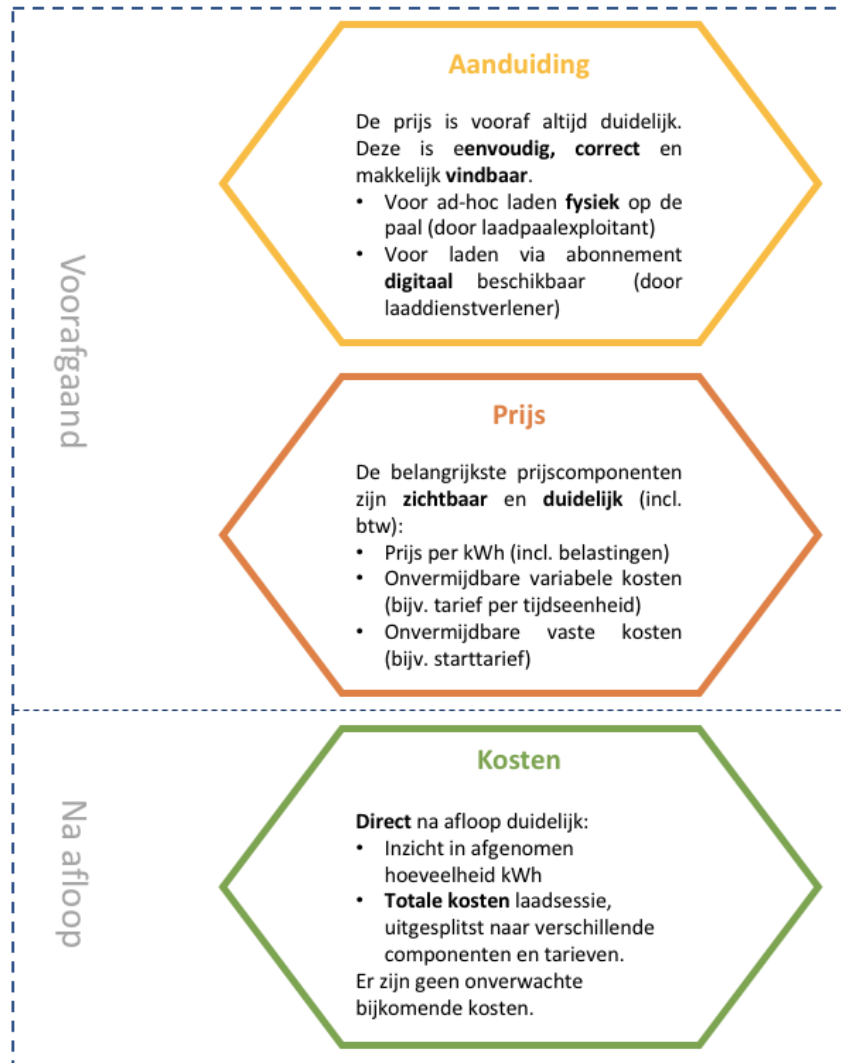 Voorafgaand
Aanduiding
De prijs is vooraf altijd duidelijk.
Deze is eenvoudig, correct en
makkelijk vindbaar.
• Voor ad-hoc laden fysiek op de
paal (door laadpaalexploitant)
• Voor laden via abonnement
digitaal beschikbaar (door
laaddienstverlener)
Prijs
De belangrijkste prijscomponenten
zijn zichtbaar en duidelijk (incl.
btw):
• Prijs per kWh (incl. belastingen)
• Onvermijdbare variabele kosten
(bijv. tarief per tijdseenheid)
• Onvermijdbare vaste kosten
(bijv. starttarief)
Na afloop
Kosten
Direct na afloop duidelijk:
• Inzicht in afgenomen
hoeveelheid kWh
• Totale kosten laadsessie,
uitgesplitst naar verschillende
componenten en tarieven.
Er zijn geen onverwachte
bijkomende kosten.